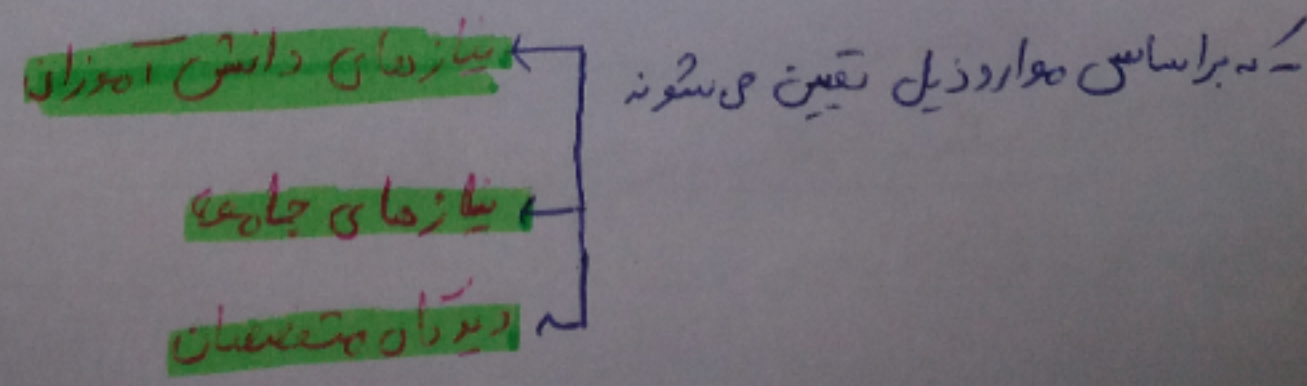 که براساس موارد ذیل تعیین می شوند
نیازهای دانش آموزان
نیازهای جامعه
دیدگاه متخصصان